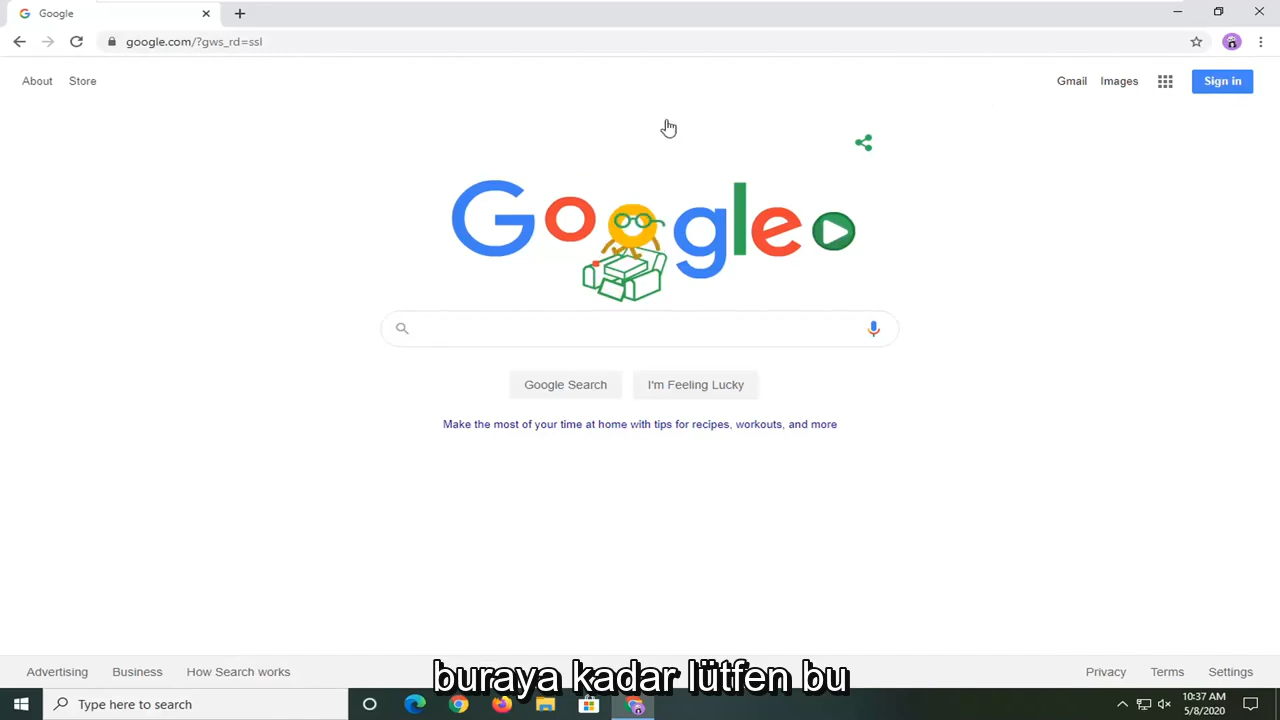 Google
google.com/?gws_rd=ssl
About Store
Gmail Images Sign in
Google
Google Search I'm Feeling Lucky
Make the most of your time at home with tips for recipes, workouts, and more
Advertising Business How Search works
Privacy Terms Settings
buraya kadar lütfen bu
Type here to search
10:37 AM
5/8/2020